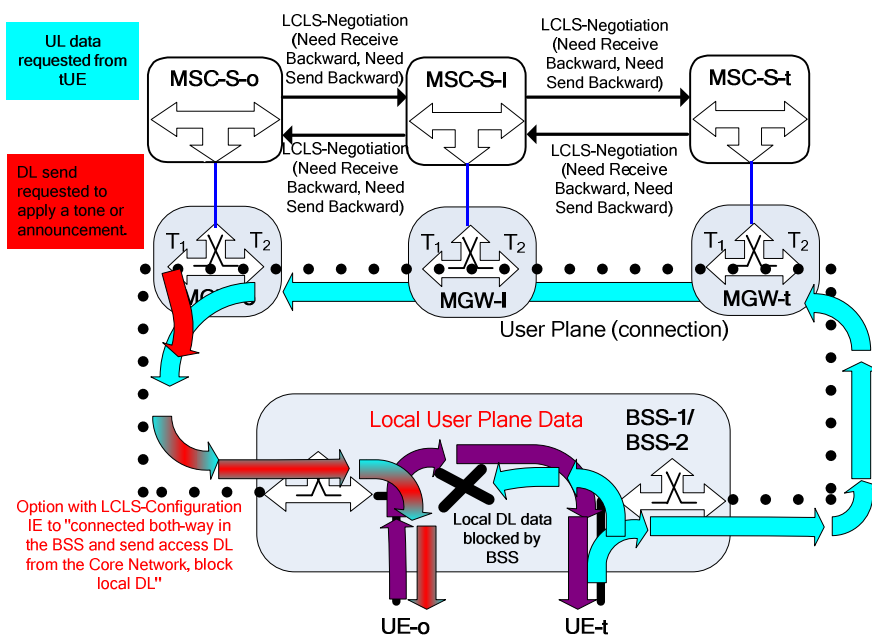 UL data
requested from
tUE
LCLS-Negotiation
(Need Receive
Backward, Need
Send Backward)
LCLS-Negotiation
(Need Receive
Backward, Need
Send Backward)
MSC-S-o
MSC-S-I
MSC-S-t
LCLS-Negotiation
(Need Receive
Backward, Need
Send Backward)
LCLS-Negotiation
(Need Receive
Backward, Need
Send Backward)
DL send
requested to
apply a tone or
announcement.
T1 T2
T1 T2
T1 T2
MGW-I
MGW-t
User Plane (connection)
Local User Plane Data
BSS-1/
BSS-2
Option with LCLS-Configuration
IE to "connected both-way in
the BSS and send access DL
from the Core Network, block
local DL"
Local DL data
blocked by
BSS
UE-o
UE-t